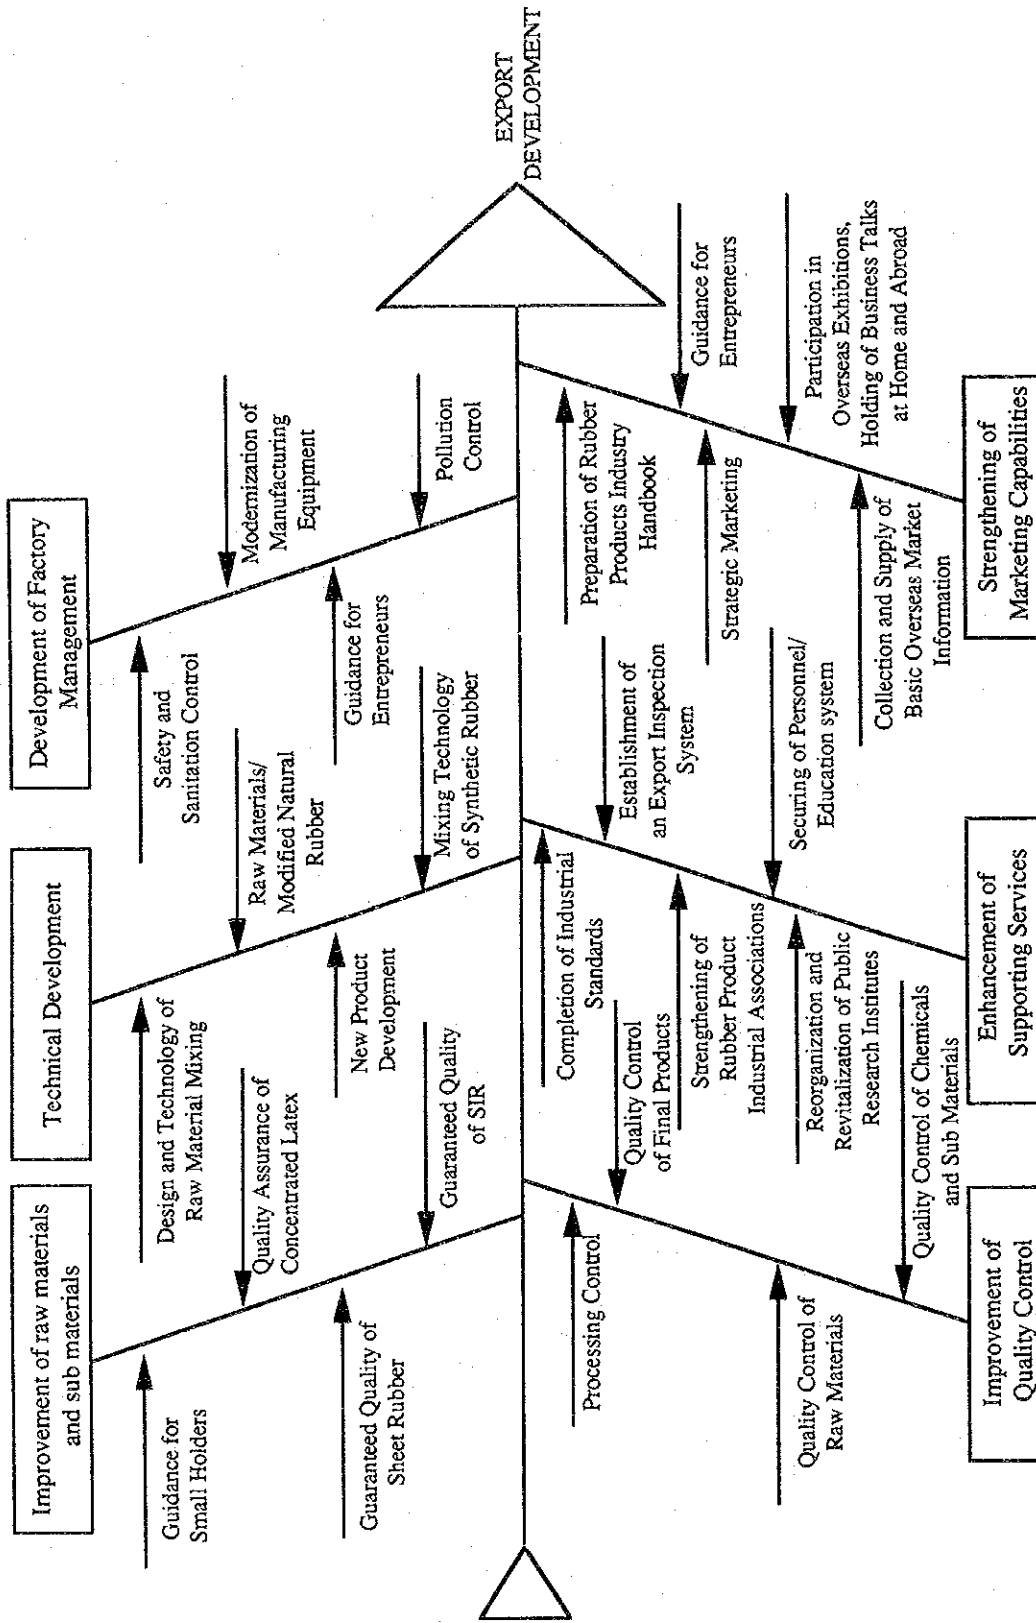 Improvement of raw materials
and sub materials
Technical Development
Development of Factory
Management
Guidance for
Small Holders
Quality Assurance of
Concentrated Latex
Guaranteed Quality of
Sheet Rubber
Guaranteed Quality
of SIR
Design and Technology of
Raw Material Mixing
Raw Materials/
Modified Natural
Rubber
New Product
Development
Mixing Technology
of Synthetic Rubber
Safety and
Sanitation Control
Modernization of
Manufacturing
Equipment
Guidance for
Entrepreneurs
Pollution
Control
EXPORT
DEVELOPMENT
Processing Control
Quality Control
of Final Products
Quality Control of
Raw Materials
Quality Control of Chemicals
and Sub Materials
Completion of Industrial
Standards
Establishment of
an Export Inspection
System
Strengthening of
Rubber Product
Industrial Associations
Securing of Personnel/
Education system
Reorganization and
Revitalization of Public
Research Institutes
Preparation of Rubber
Products Industry
Handbook
Guidance for
Entrepreneurs
Strategic Marketing
Participation in
Overseas Exhibitions,
Holding of Business Talks
at Home and Abroad
Collection and Supply of
Basic Overseas Market
Information
Improvement of
Quality Control
Enhancement of
Supporting Services
Strengthening of
Marketing Capabilities